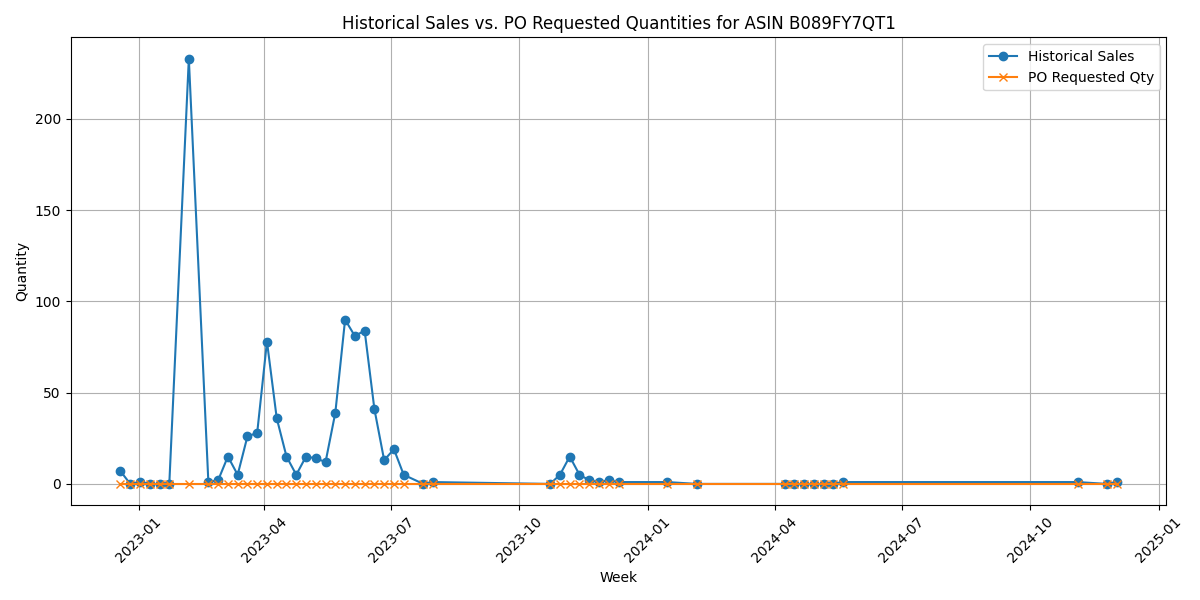 Historical Sales vs. PO Requested Quantities for ASIN B089FY7QT1
Historical Sales
PO Requested Qty
Quantity
200
150
100
50
0
2023-01
2023-04
2023-07
2023-10
2024-01
2024-04
2024-07
2024-10
2025-01
Week